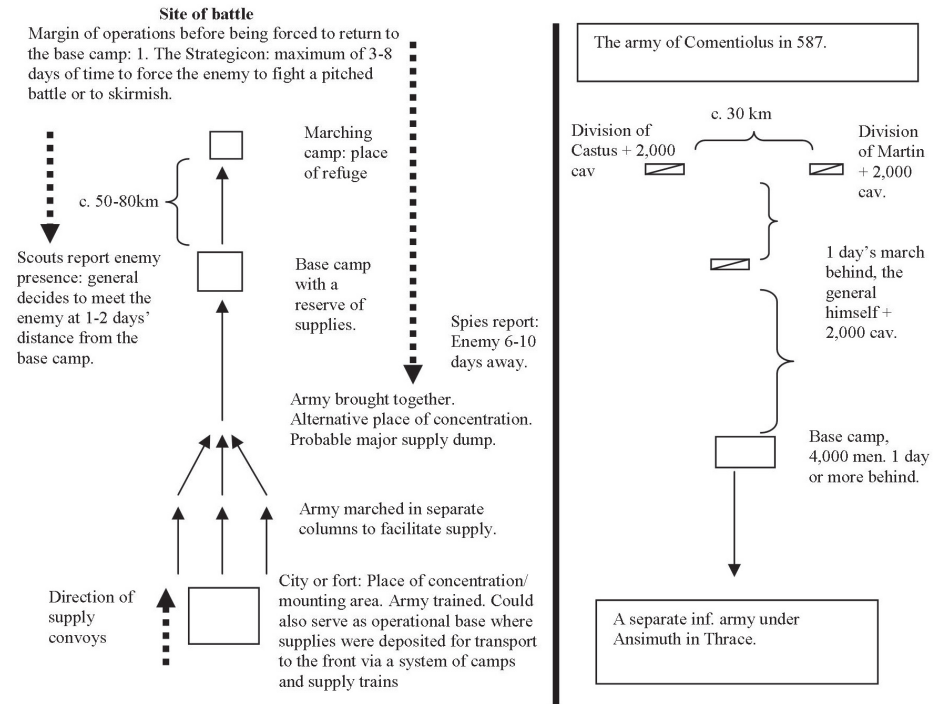 Site of battle
Margin of operations before being forced to return to
the base camp: 1. The Strategicon: maximum of 3-8
days of time to force the enemy to fight a pitched
battle or to skirmish.
Marching
camp: place
of refuge
c. 50-80km
Scouts report enemy
presence: general
decides to meet the
enemy at 1-2 days’
distance from the
base camp.
Base camp
with a
reserve of
supplies.
Spies report:
Enemy 6-10
days away.
Army brought together.
Alternative place of concentration.
Probable major supply dump.
Army marched in separate
columns to facilitate supply.
Direction of
supply
convoys
City or fort: Place of concentration/
mounting area. Army trained. Could
also serve as operational base where
supplies were deposited for transport
to the front via a system of camps
and supply trains
The army of Comentiolus in 587.
c. 30 km
Division of
Castus + 2,000
cav
Division
of Martin
+ 2,000
cav.
1 day’s march
behind, the
general
himself +
2,000 cav.
Base camp,
4,000 men. 1 day
or more behind.
A separate inf. army under
Ansimuth in Thrace.